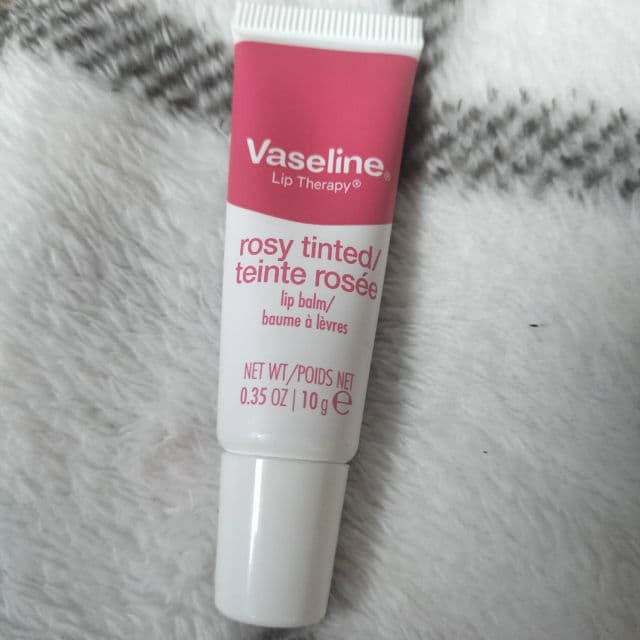 Vaseline®
Lip Therapy®
rosy tinted/
teinte rosée
lip balm/
baume à lèvres
NET WT/POIDS NET
0.35 OZ | 10 g ℮